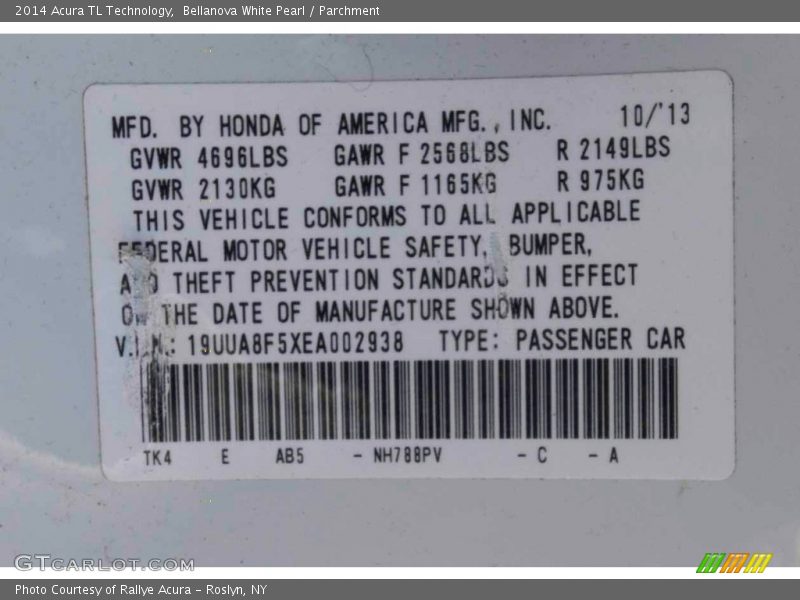 2014 Acura TL Technology,  Bellanova White Pearl / Parchment
MFD. BY HONDA OF AMERICA MFG., INC. 10/'13
GVWR 4696LBS GAWR F 2568LBS R 2149LBS
GVWR 2130KG GAWR F 1165KG R 975KG
THIS VEHICLE CONFORMS TO ALL APPLICABLE
FEDERAL MOTOR VEHICLE SAFETY, BUMPER,
AND THEFT PREVENTION STANDARDS IN EFFECT
ON THE DATE OF MANUFACTURE SHOWN ABOVE.
V.I.N.: 19UUA8F5XEA002938 TYPE: PASSENGER CAR
TK4 E AB5 - NH788PV - C - A
GTCARLOT.COM
Photo Courtesy of Rallye Acura - Roslyn, NY